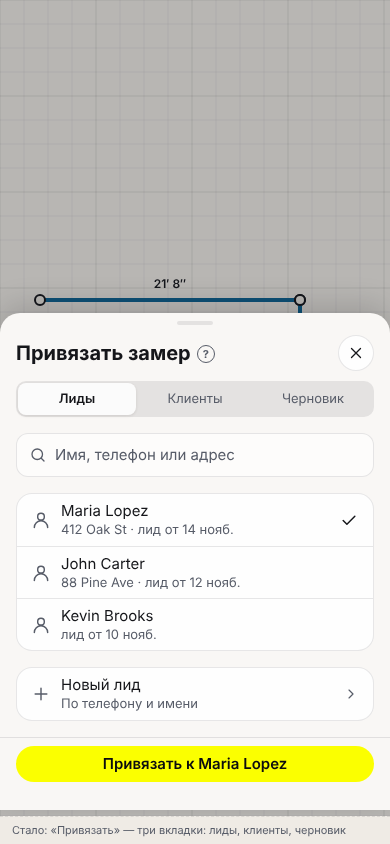 21′ 8″
Привязать замер ?
Лиды Клиенты Черновик
Имя, телефон или адрес
Maria Lopez
412 Oak St · лид от 14 нояб.
John Carter
88 Pine Ave · лид от 12 нояб.
Kevin Brooks
лид от 10 нояб.
Новый лид
По телефону и имени
Привязать к Maria Lopez
Стало: «Привязать» — три вкладки: лиды, клиенты, черновик